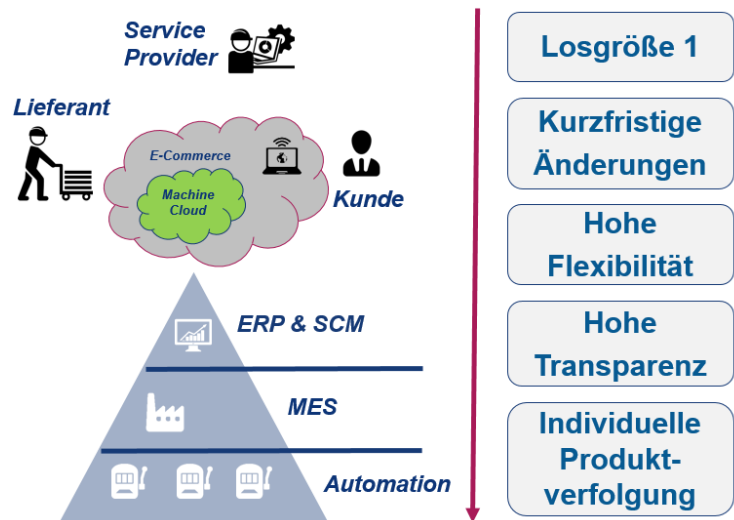 Service
Provider
Lieferant
E-Commerce
Machine
Cloud
Kunde
ERP & SCM
MES
Automation
Losgröße 1
Kurzfristige
Änderungen
Hohe
Flexibilität
Hohe
Transparenz
Individuelle
Produkt-
verfolgung